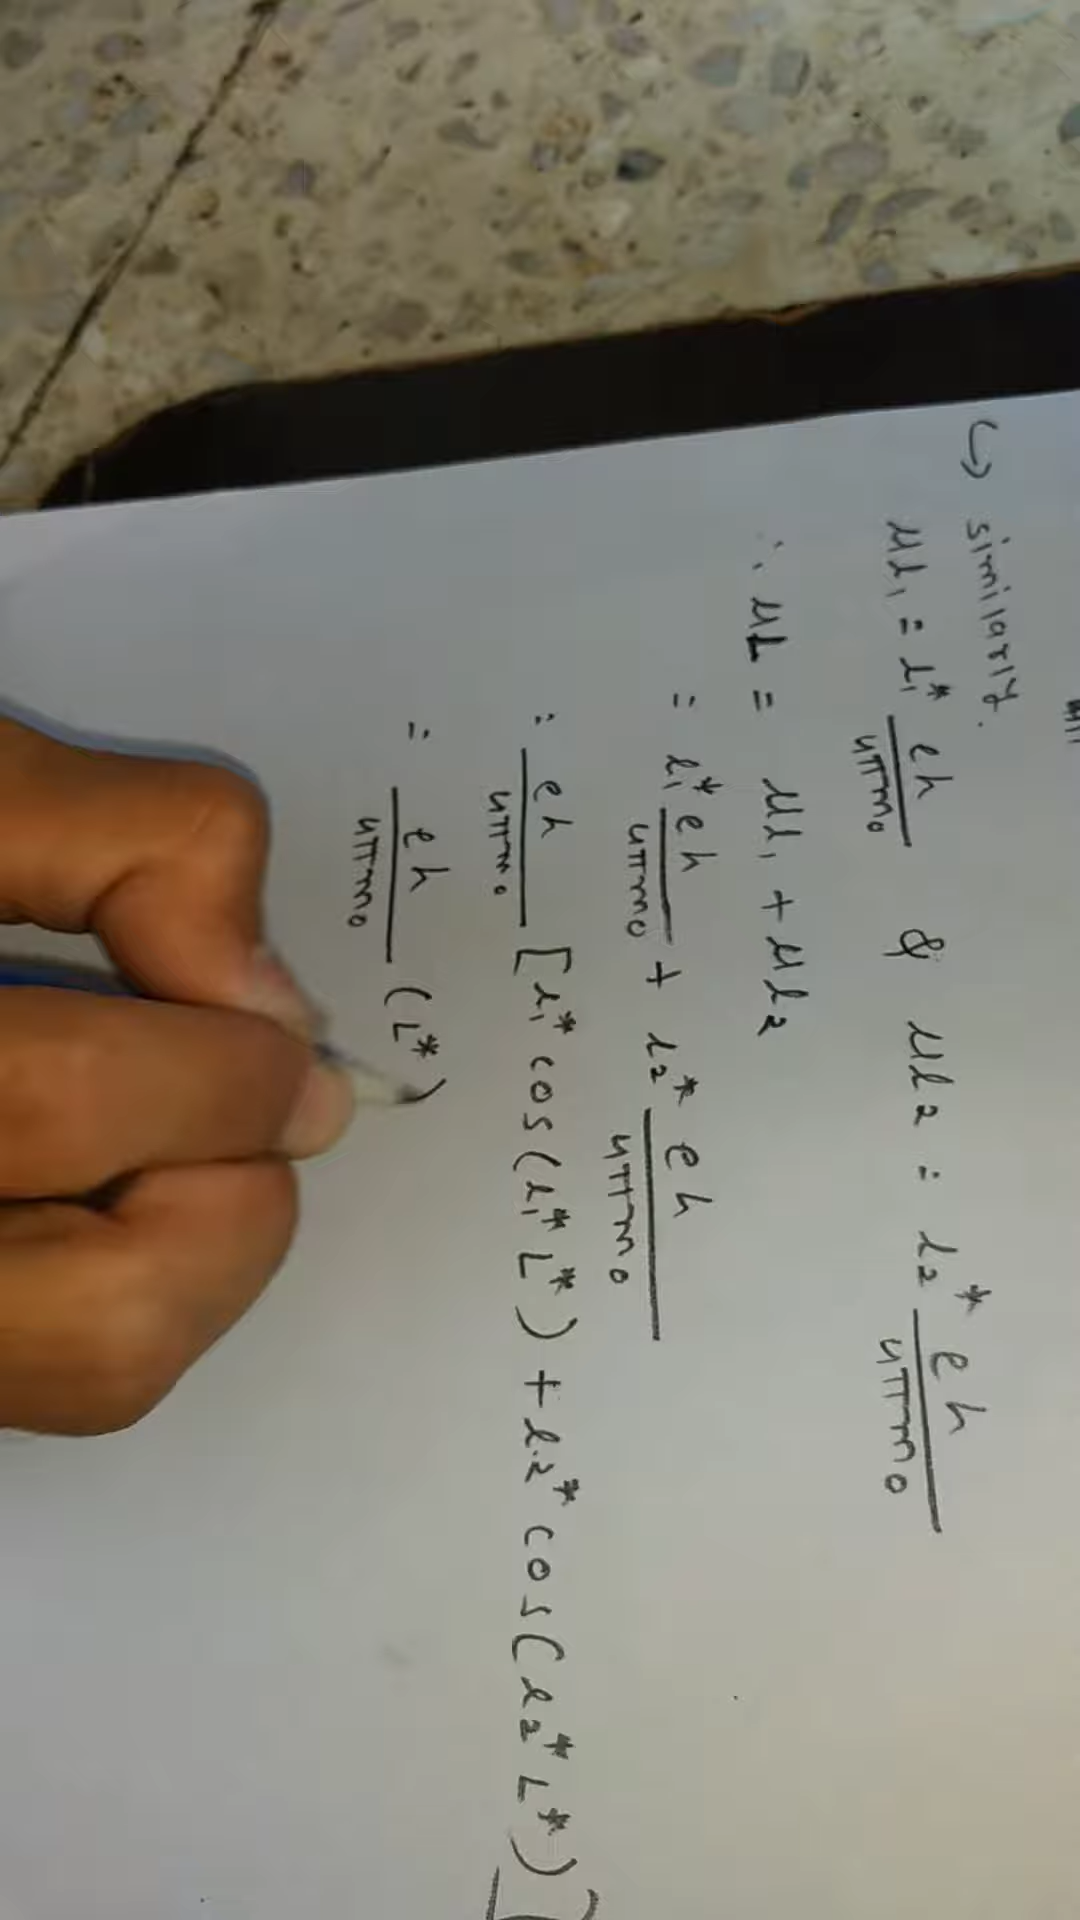 ↳ similarly.
μl₁ = l₁* eh/4πm₀ & μl₂ = l₂* eh/4πm₀
∴ μL = μl₁ + μl₂
= l₁* eh/4πm₀ + l₂* eh/4πm₀
= eh/4πm₀ [l₁* cos(l₁* L*) + l₂* cos(l₂* L*)]
= eh/4πm₀ (L*)